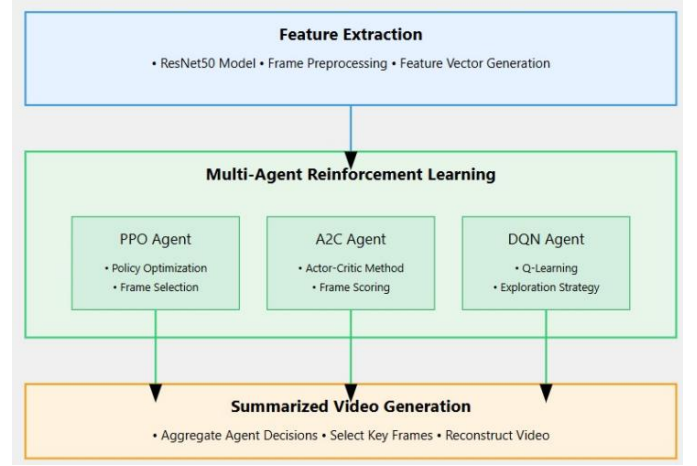 Feature Extraction
• ResNet50 Model • Frame Preprocessing • Feature Vector Generation
Multi-Agent Reinforcement Learning
PPO Agent
• Policy Optimization
• Frame Selection
A2C Agent
• Actor-Critic Method
• Frame Scoring
DQN Agent
• Q-Learning
• Exploration Strategy
Summarized Video Generation
• Aggregate Agent Decisions • Select Key Frames • Reconstruct Video